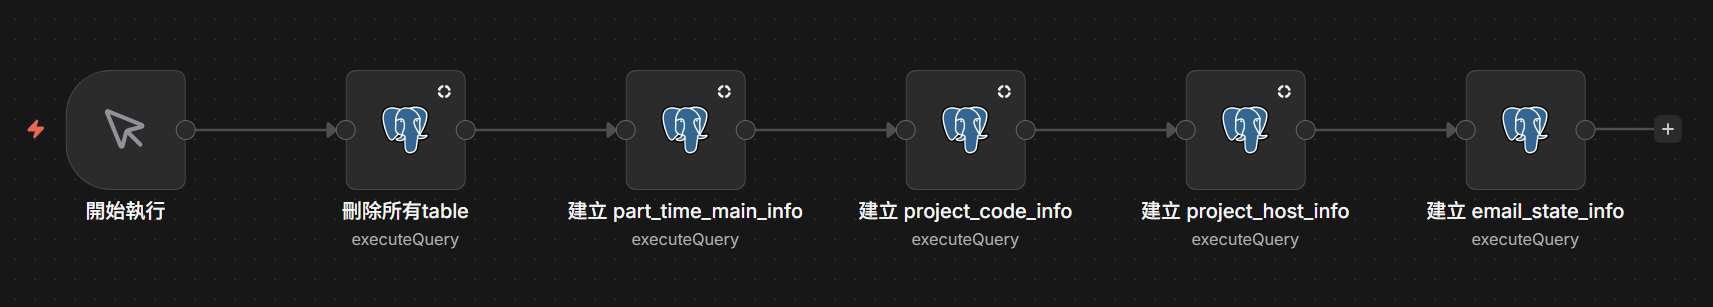 開始執行
刪除所有table
executeQuery
建立 part_time_main_info
executeQuery
建立 project_code_info
executeQuery
建立 project_host_info
executeQuery
建立 email_state_info
executeQuery